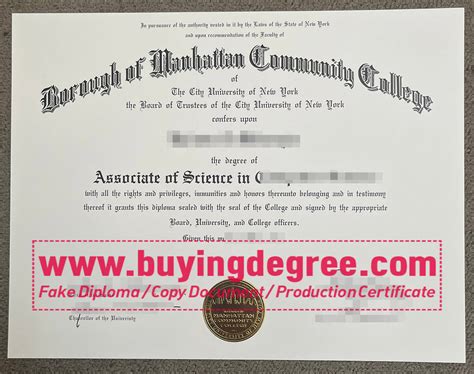 In pursuance of the authority vested in it by the Laws of the State of New York
and upon recommendation of the Faculty of
Borough of Manhattan Community College
of
The City University of New York
the Board of Trustees of the City University of New York
confers upon
the degree of
Associate of Science in
with all the rights and privileges, immunities and honors thereunto belonging and in testimony
thereof it grants this diploma sealed with the seal of the College and signed by the appropriate
Board, University, and College officers.
Given this
www.buyingdegree.com
Fake Diploma/Copy Document/Production Certificate
Chancellor of the University
MANHATTAN
COMMUNITY
COLLEGE